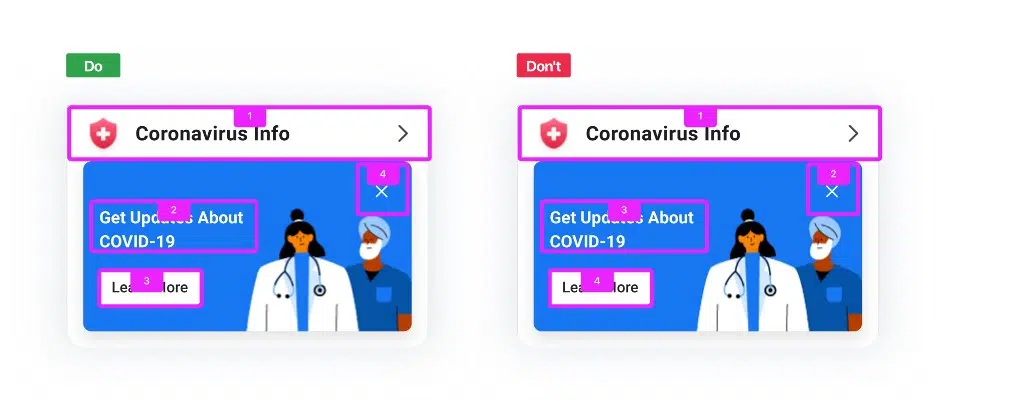 Do
1
Coronavirus Info
4
2
Get Updates About
COVID-19
3
Learn More
Don't
1
Coronavirus Info
2
3
Get Updates About
COVID-19
4
Learn More